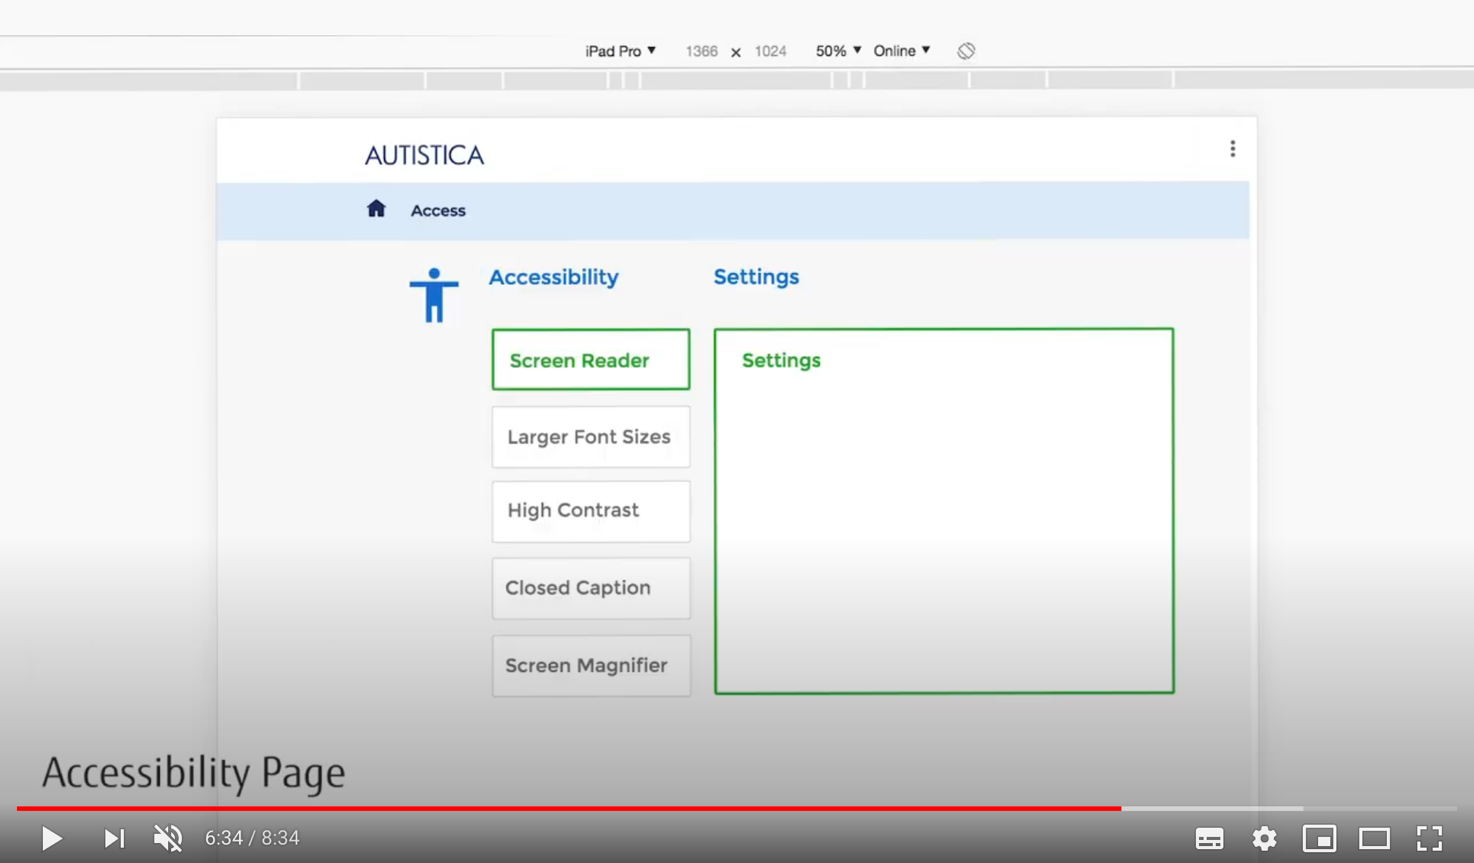 iPad Pro ▼ 1366 x 1024 50% ▼ Online ▼
AUTISTICA
Access
Accessibility Settings
Screen Reader
Settings
Larger Font Sizes
High Contrast
Closed Caption
Screen Magnifier
Accessibility Page
6:34 / 8:34